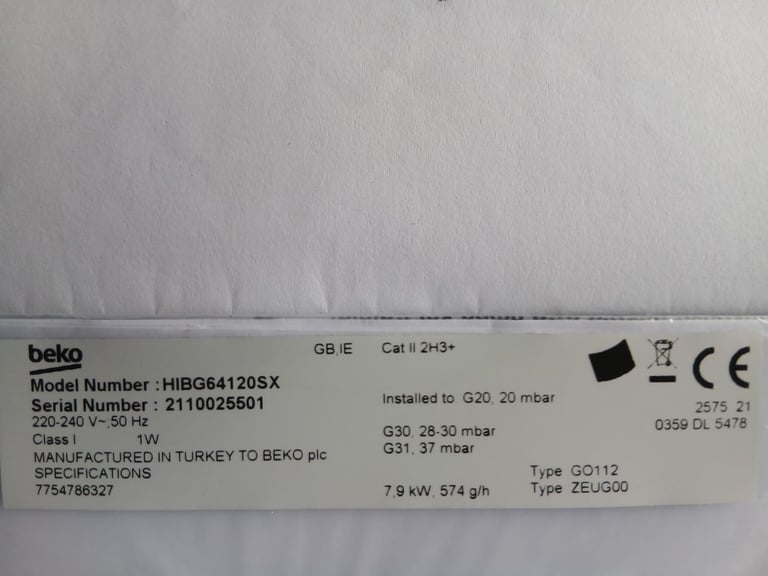 beko
GB,IE
Cat II 2H3+
Model Number : HIBG64120SX
Serial Number : 2110025501
Installed to G20, 20 mbar
2575 21
220-240 V~;50 Hz
0359 DL 5478
Class I 1W
G30, 28-30 mbar
G31, 37 mbar
MANUFACTURED IN TURKEY TO BEKO plc
SPECIFICATIONS
Type GO112
7754786327
7,9 kW, 574 g/h
Type ZEUG00
CE